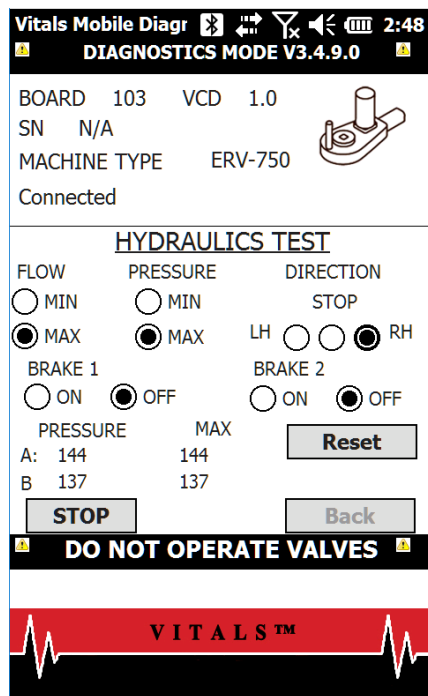 Vitals Mobile Diagr 2:48
DIAGNOSTICS MODE V3.4.9.0
BOARD 103 VCD 1.0
SN N/A
MACHINE TYPE ERV-750
Connected
HYDRAULICS TEST
FLOW PRESSURE DIRECTION
MIN MIN STOP
MAX MAX LH RH
BRAKE 1 BRAKE 2
ON OFF ON OFF
PRESSURE MAX
Reset
A: 144 144
B 137 137
STOP Back
DO NOT OPERATE VALVES
VITALS™